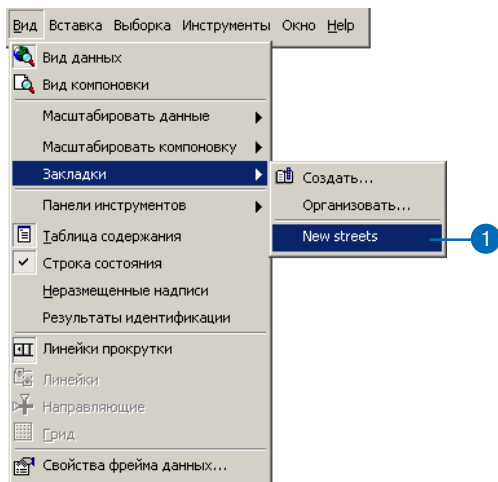 Вид Вставка Выборка Инструменты Окно Help
Вид данных
Вид компоновки
Масштабировать данные
Масштабировать компоновку
Закладки
Создать...
Организовать...
New streets
1
Панели инструментов
Таблица содержания
Строка состояния
Неразмещенные надписи
Результаты идентификации
Линейки прокрутки
Линейки
Направляющие
Грид
Свойства фрейма данных...